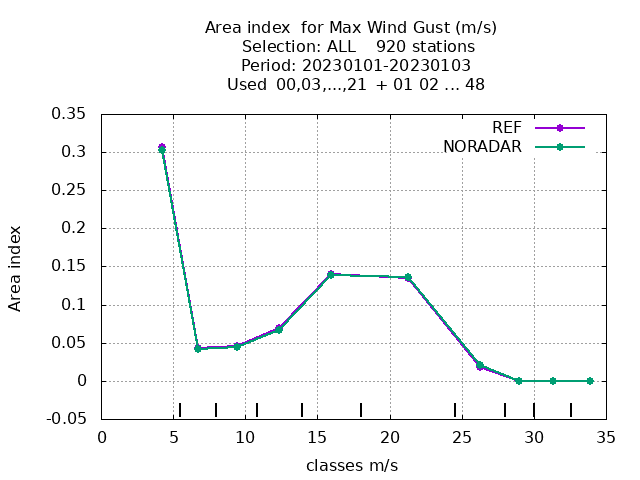 Area index  for Max Wind Gust (m/s)
Selection: ALL    920 stations
Period: 20230101-20230103
Used  00,03,...,21  + 01 02 ... 48
0.35
0.3
0.25
0.2
0.15
0.1
0.05
0
-0.05
Area index
REF
NORADAR
0 5 10 15 20 25 30 35
classes m/s